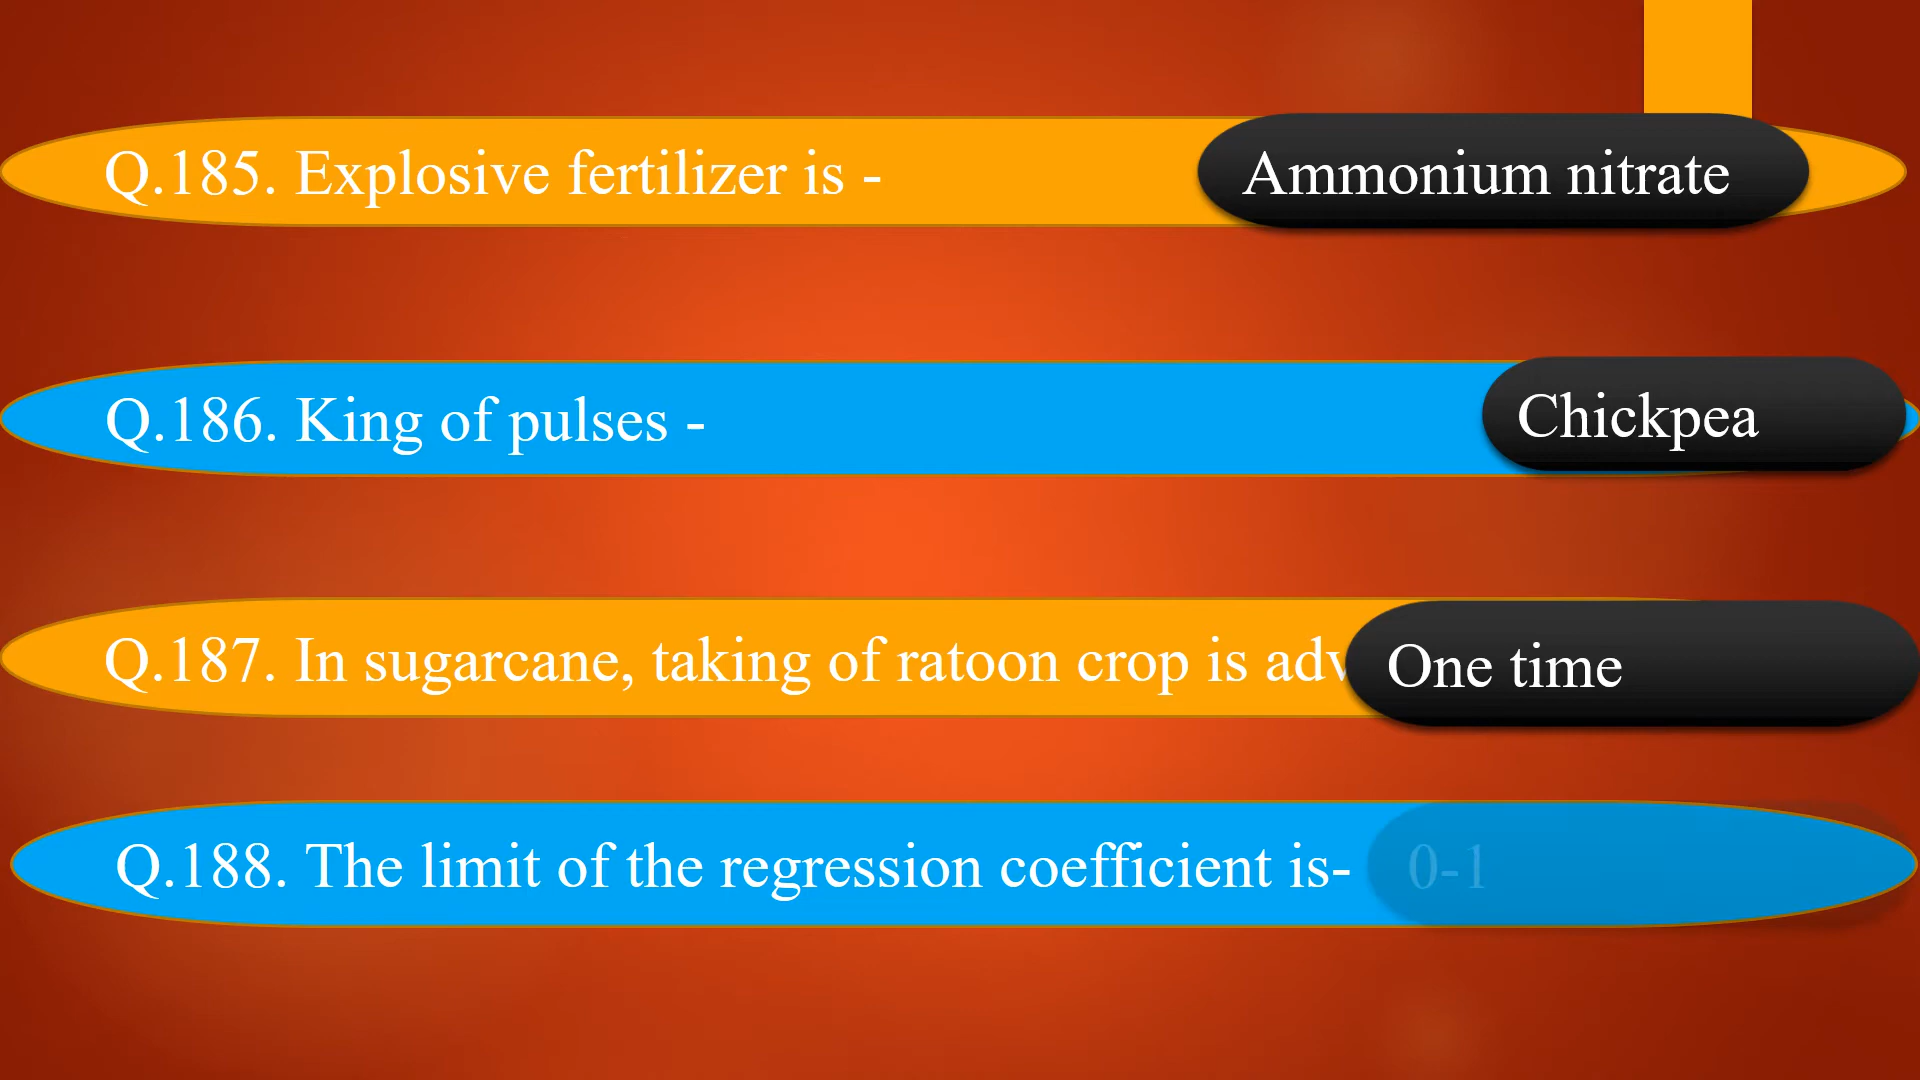 Q.185. Explosive fertilizer is - Ammonium nitrate
Q.186. King of pulses - Chickpea
Q.187. In sugarcane, taking of ratoon crop is adv One time
Q.188. The limit of the regression coefficient is- 0-1